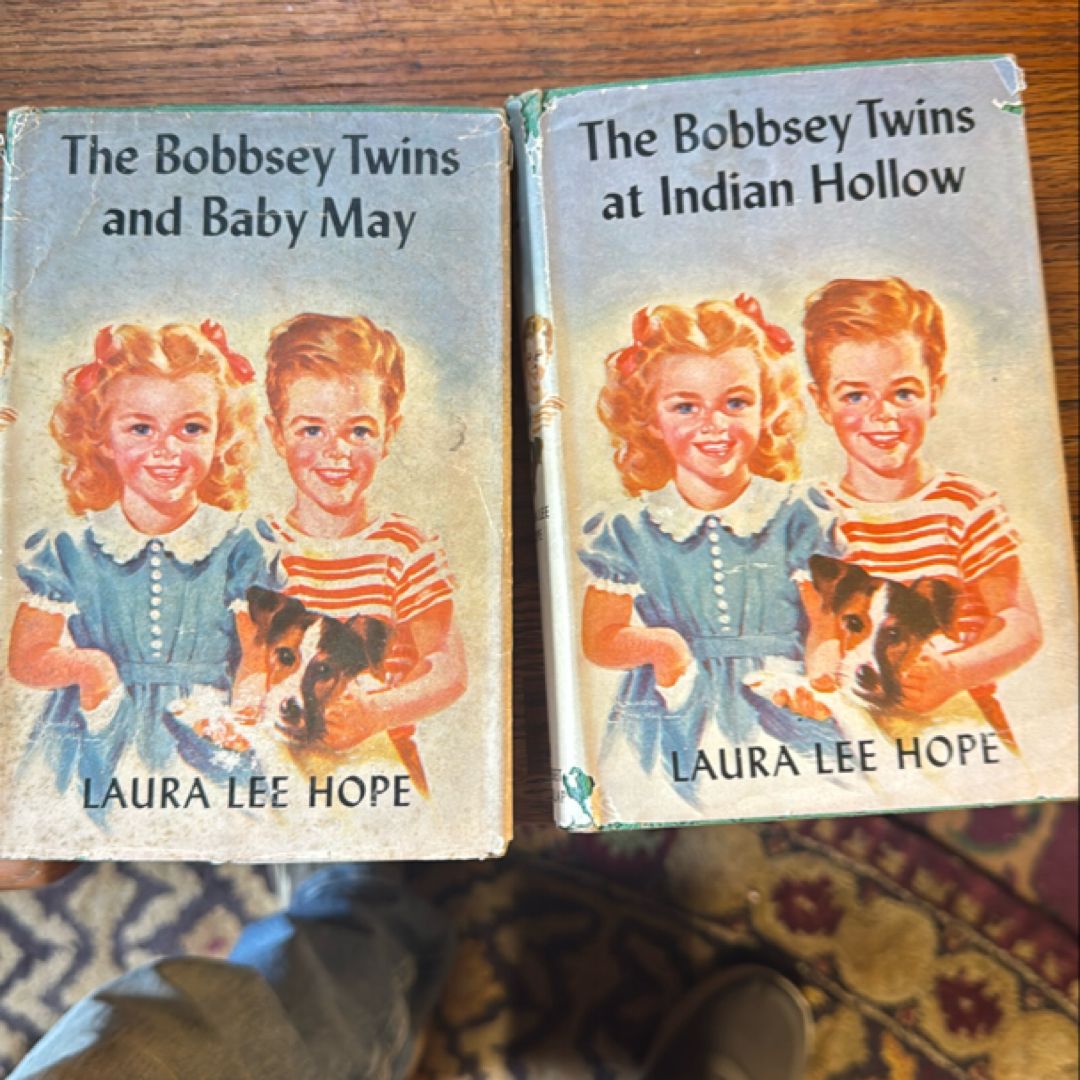 The Bobbsey Twins
and Baby May
LAURA LEE HOPE
The Bobbsey Twins
at Indian Hollow
LAURA LEE HOPE